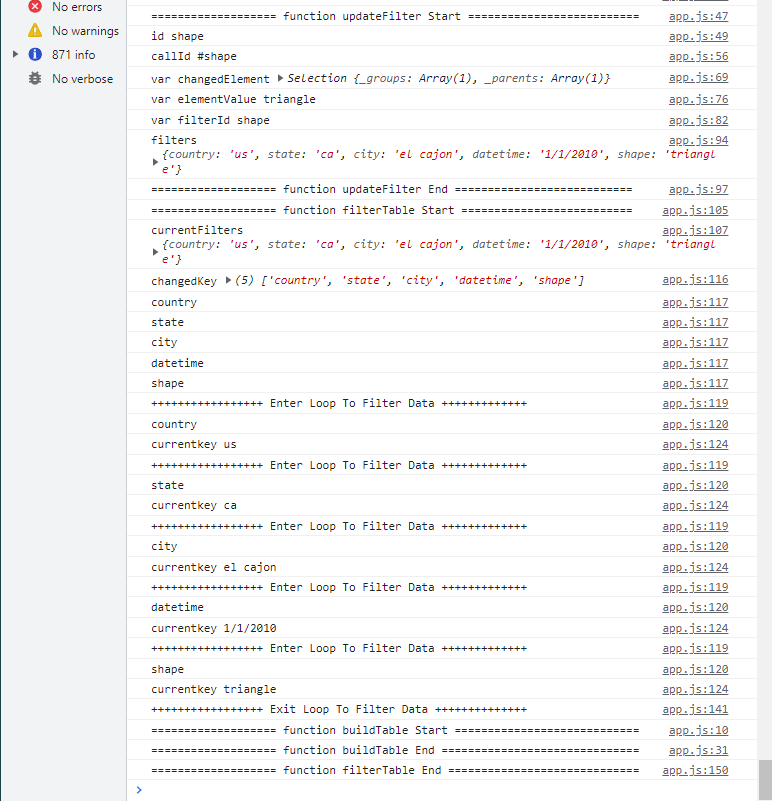 No errors
No warnings
871 info
No verbose
=================== function updateFilter Start ========================== app.js:47
id shape app.js:49
callId #shape app.js:56
var changedElement Selection {_groups: Array(1), _parents: Array(1)} app.js:69
var elementValue triangle app.js:76
var filterId shape app.js:82
filters app.js:94
{country: 'us', state: 'ca', city: 'el cajon', datetime: '1/1/2010', shape: 'triangl
e'}
=================== function updateFilter End =========================== app.js:97
=================== function filterTable Start ========================== app.js:105
currentFilters app.js:107
{country: 'us', state: 'ca', city: 'el cajon', datetime: '1/1/2010', shape: 'triangl
e'}
changedKey (5) ['country', 'state', 'city', 'datetime', 'shape'] app.js:116
country app.js:117
state app.js:117
city app.js:117
datetime app.js:117
shape app.js:117
+++++++++++++++++ Enter Loop To Filter Data +++++++++++++ app.js:119
country app.js:120
currentkey us app.js:124
+++++++++++++++++ Enter Loop To Filter Data +++++++++++++ app.js:119
state app.js:120
currentkey ca app.js:124
+++++++++++++++++ Enter Loop To Filter Data +++++++++++++ app.js:119
city app.js:120
currentkey el cajon app.js:124
+++++++++++++++++ Enter Loop To Filter Data +++++++++++++ app.js:119
datetime app.js:120
currentkey 1/1/2010 app.js:124
+++++++++++++++++ Enter Loop To Filter Data +++++++++++++ app.js:119
shape app.js:120
currentkey triangle app.js:124
+++++++++++++++++ Exit Loop To Filter Data ++++++++++++++ app.js:141
=================== function buildTable Start ============================ app.js:10
=================== function buildTable End ============================== app.js:31
=================== function filterTable End ============================= app.js:150